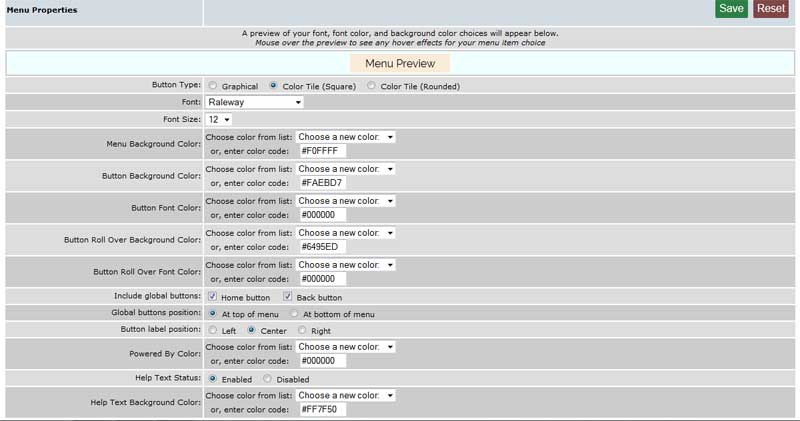 Menu Properties Save Reset
A preview of your font, font color, and background color choices will appear below.
Mouse over the preview to see any hover effects for your menu item choice
Menu Preview
Button Type: Graphical Color Tile (Square) Color Tile (Rounded)
Font: Raleway
Font Size: 12
Menu Background Color: Choose color from list: Choose a new color:
or, enter color code: #F0FFFF
Button Background Color: Choose color from list: Choose a new color:
or, enter color code: #FAEBD7
Button Font Color: Choose color from list: Choose a new color:
or, enter color code: #000000
Button Roll Over Background Color: Choose color from list: Choose a new color:
or, enter color code: #6495ED
Button Roll Over Font Color: Choose color from list: Choose a new color:
or, enter color code: #000000
Include global buttons: Home button Back button
Global buttons position: At top of menu At bottom of menu
Button label position: Left Center Right
Powered By Color: Choose color from list: Choose a new color:
or, enter color code: #000000
Help Text Status: Enabled Disabled
Help Text Background Color: Choose color from list: Choose a new color:
or, enter color code: #FF7F50